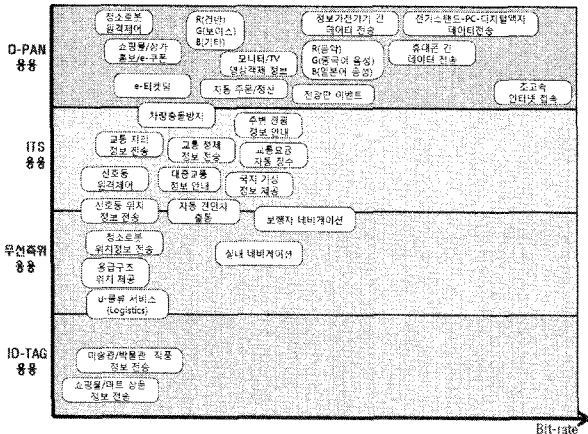 O-PAN
응용
청소로봇
원격제어
R(전반)
G(보이스)
B(기타)
정보가전기기 간
데이터 전송
전기스탠드-PC-디지털액자
데이터전송
쇼핑몰/상가
홍보/e-쿠폰
모니터/TV
영상객체 정보
R(음악)
G(중국어 음성)
B(일본어 음성)
휴대폰 간
데이터 전송
e-티켓팅
자동 주문/정산
전광판 이벤트
초고속
인터넷 접속
ITS
응용
차량충돌방지
주변 상품
정보 안내
교통 처리
정보 전송
교통 정체
정보 전송
교통요금
자동 징수
신호등
원격제어
대중교통
정보 안내
국지 기상
정보 제공
무선측위
응용
신호등 위치
정보 전송
자동 견인차
출동
보행자 네비게이션
청소로봇
위치정보 전송
실내 네비게이션
응급구조
위치 제공
u-물류 서비스
(Logistics)
ID-TAG
응용
미술관/박물관 작품
정보 전송
쇼핑몰/마트 상품
정보 전송
Bit-rate